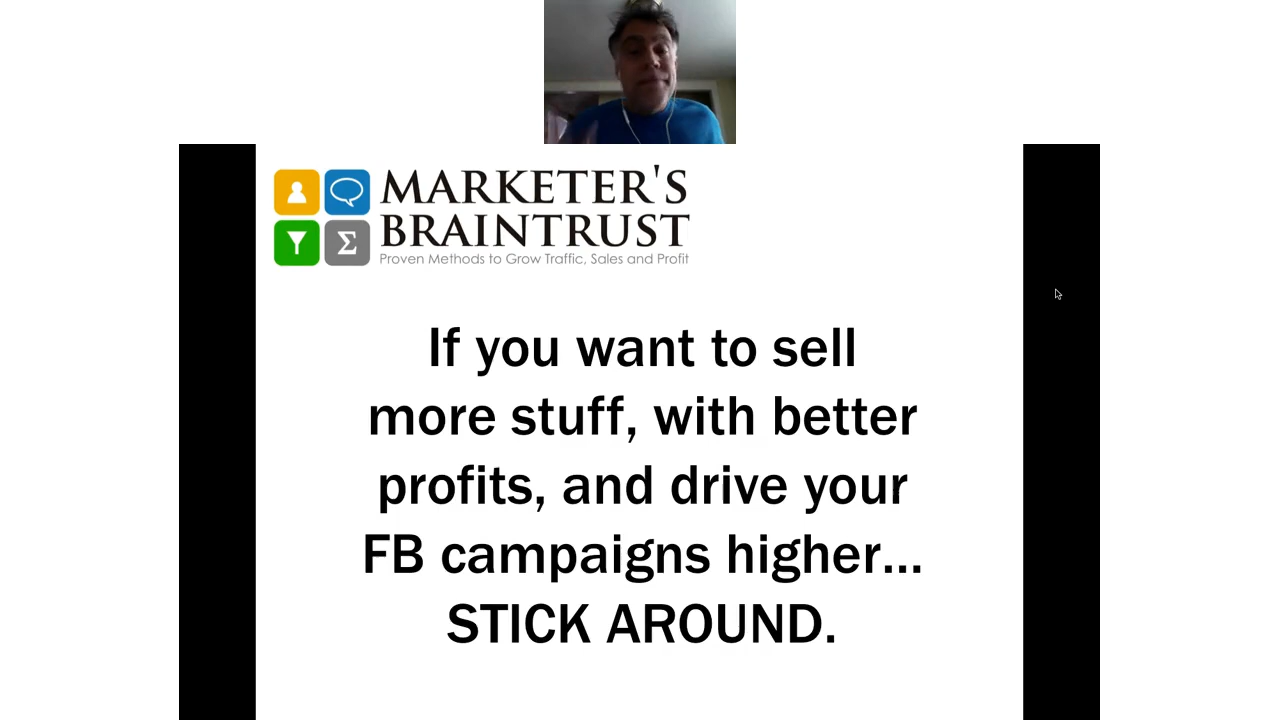 MARKETER'S
BRAINTRUST
Proven Methods to Grow Traffic, Sales and Profit
If you want to sell
more stuff, with better
profits, and drive your
FB campaigns higher...
STICK AROUND.